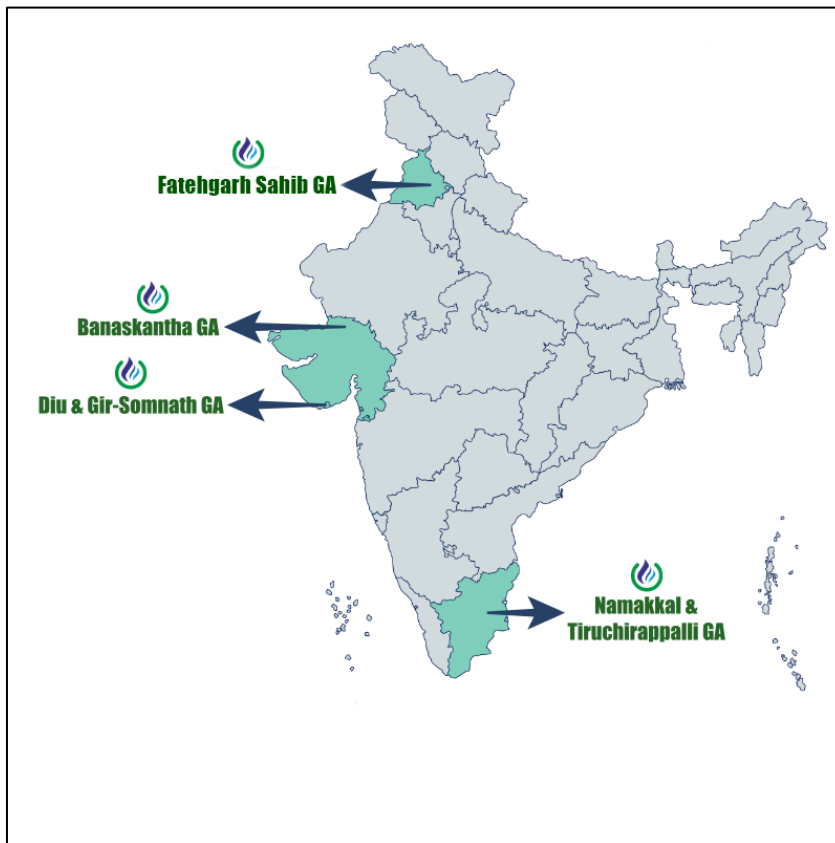 Fatehgarh Sahib GA
Banaskantha GA
Diu & Gir-Somnath GA
Namakkal &
Tiruchirappalli GA